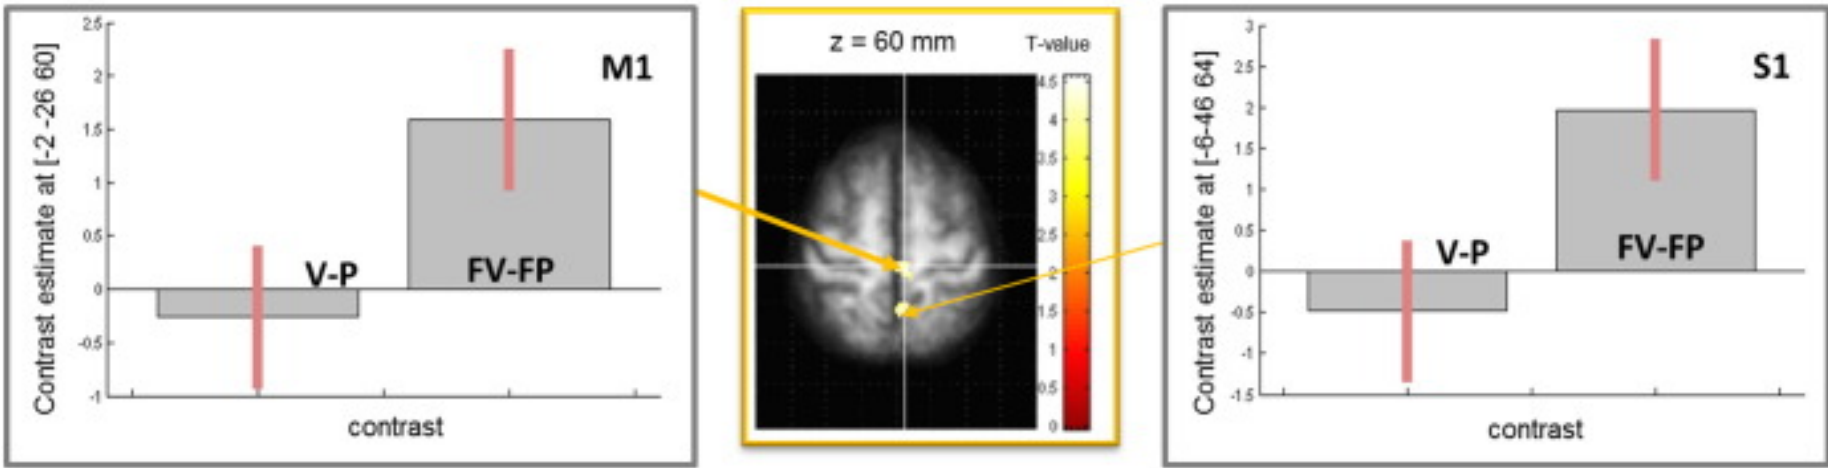 2.5
2
1.5
1
0.5
0
-0.5
-1
Contrast estimate at [-2 -26 60]
M1
V-P
FV-FP
contrast
z = 60 mm
T-value
4.5
4
3.5
3
2.5
2
1.5
1
0.5
0
3
2.5
2
1.5
1
0.5
0
-0.5
-1
-1.5
Contrast estimate at [-6-46 64]
S1
V-P
FV-FP
contrast